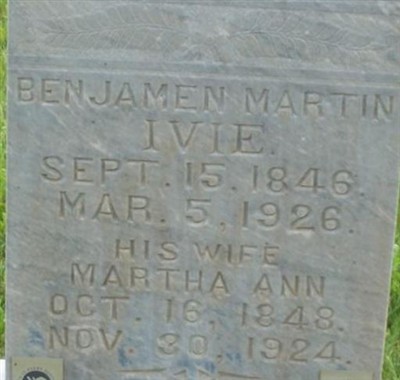 BENJAMEN MARTIN
IVIE.
SEPT. 15, 1846.
MAR. 5, 1926.
HIS WIFE
MARTHA ANN
OCT. 16, 1848.
NOV. 30, 1924.